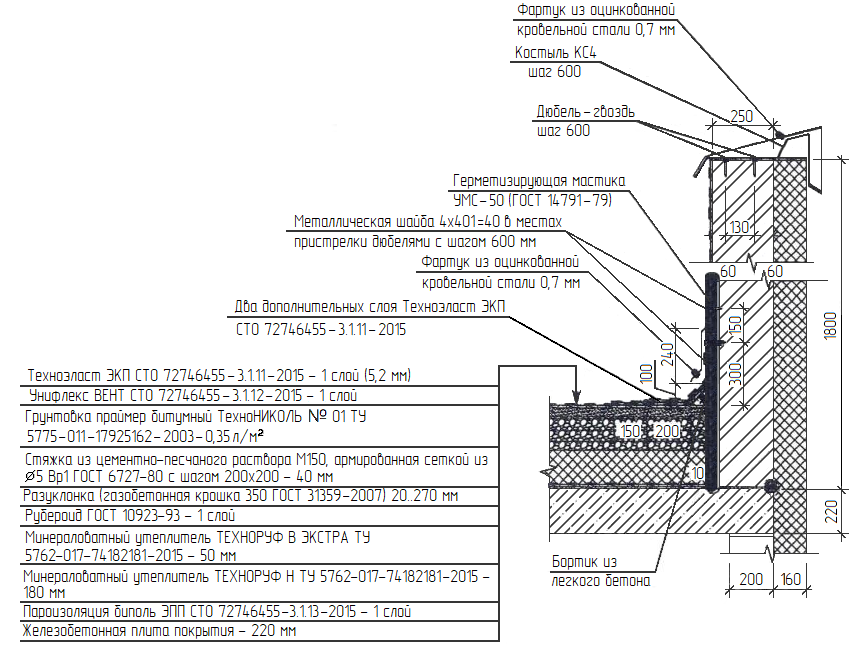 Фартук из оцинкованной
кровельной стали 0,7 мм
Костыль КС4
шаг 600
Дюбель-гвоздь
шаг 600
250
Герметизирующая мастика
УМС-50 (ГОСТ 14791-79)
Металлическая шайба 4х401=40 в местах
пристрелки дюбелями с шагом 600 мм
Фартук из оцинкованной
кровельной стали 0,7 мм
Два дополнительных слоя Техноэласт ЭКП
СТО 72746455-3.1.11-2015
130
60
60
150
300
240
100
1800
150
200
10
220
200
160
Бортик из
легкого бетона
Техноэласт ЭКП СТО 72746455-3.1.11-2015 - 1 слой (5,2 мм)
Унифлекс ВЕНТ СТО 72746455-3.1.12-2015 - 1 слой
Грунтовка праймер битумный ТехноНИКОЛЬ № 01 ТУ
5775-011-17925162-2003-0,35л/м²
Стяжка из цементно-песчаного раствора М150, армированная сеткой из
Ø5 Вр1 ГОСТ 6727-80 с шагом 200х200 - 40 мм
Разуклонка (газобетонная крошка 350 ГОСТ 31359-2007) 20..270 мм
Рубероид ГОСТ 10923-93 - 1 слой
Минераловатный утеплитель ТЕХНОРУФ В ЭКСТРА ТУ
5762-017-74182181-2015 - 50 мм
Минераловатный утеплитель ТЕХНОРУФ Н ТУ 5762-017-74182181-2015 -
180 мм
Пароизоляция биполь ЭПП СТО 72746455-3.1.13-2015 - 1 слой
Железобетонная плита покрытия - 220 мм